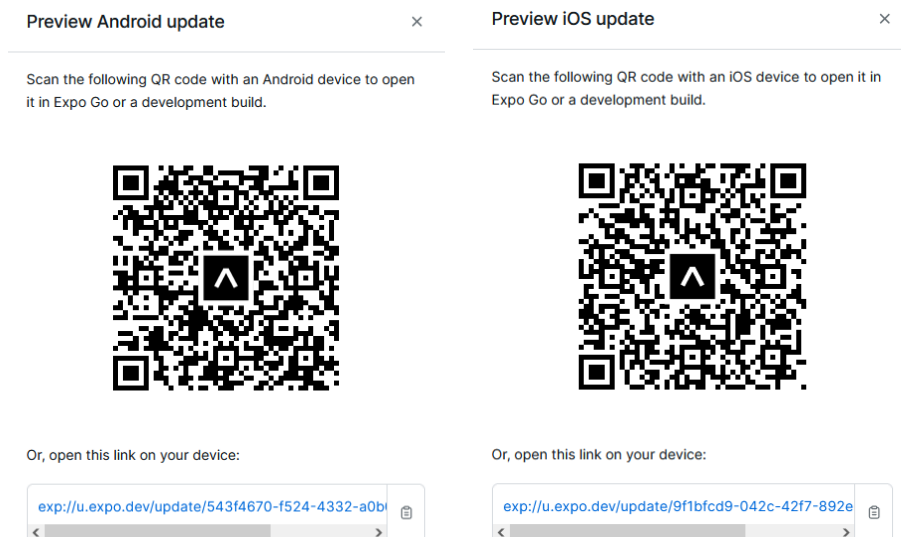 Preview Android update
Scan the following QR code with an Android device to open
it in Expo Go or a development build.
Or, open this link on your device:
exp://u.expo.dev/update/543f4670-f524-4332-a0b
Preview iOS update
Scan the following QR code with an iOS device to open it in
Expo Go or a development build.
Or, open this link on your device:
exp://u.expo.dev/update/9f1bfcd9-042c-42f7-892e